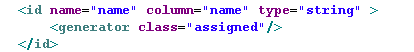 <id name="name" column="name" type="string" >
<generator class="assigned"/>
</id>